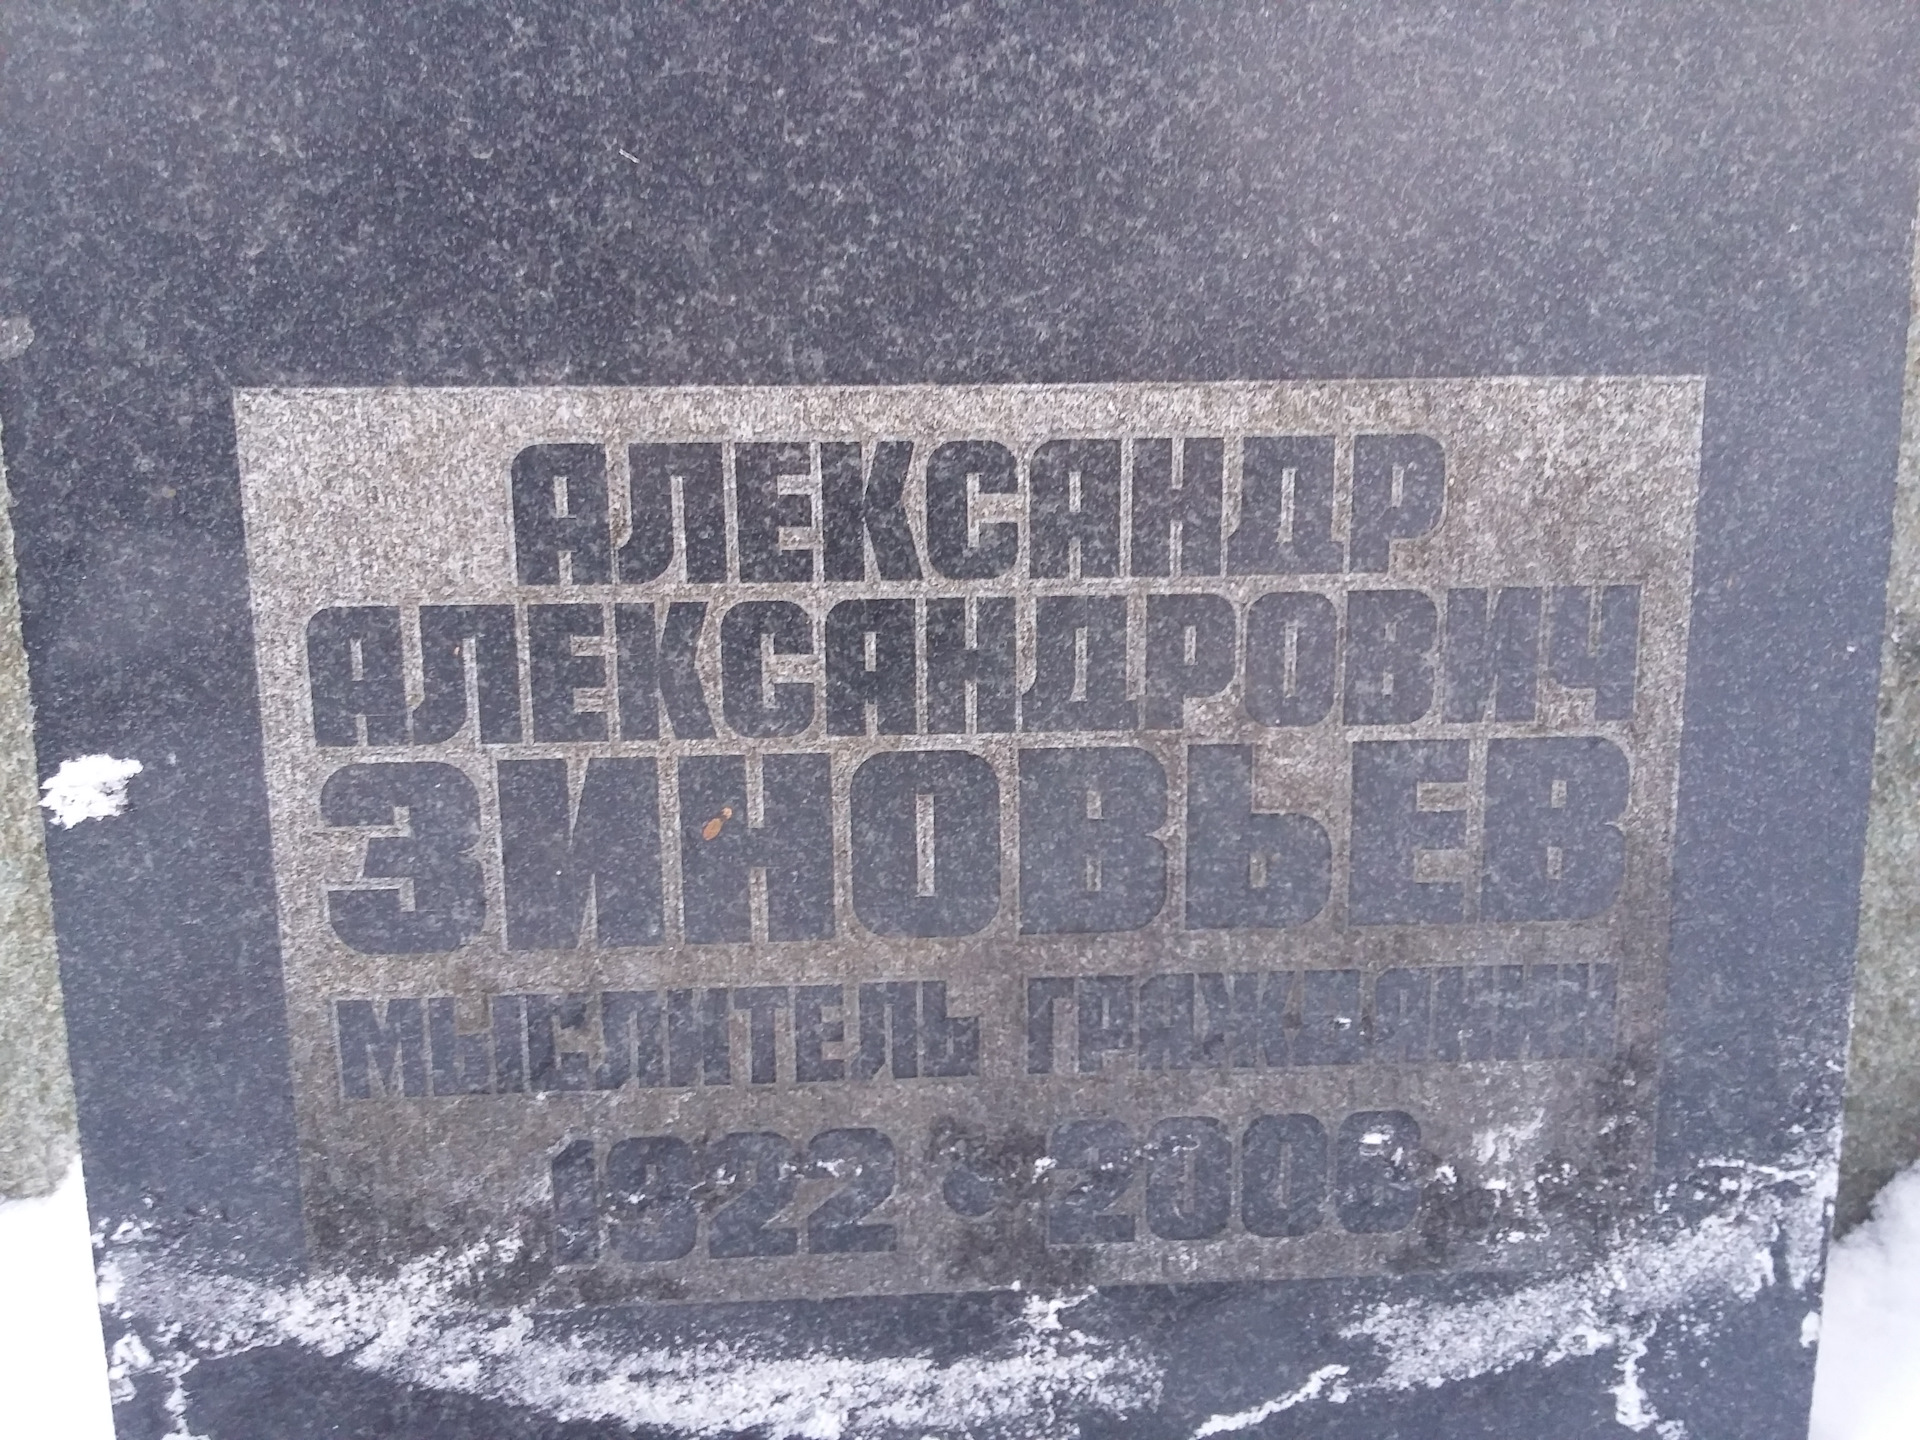 АЛЕКСАНДР
АЛЕКСАНДРОВИЧ
ЗИНОВЬЕВ
МЫСЛИТЕЛЬ ГРАЖДАНИН
1922 • 2006